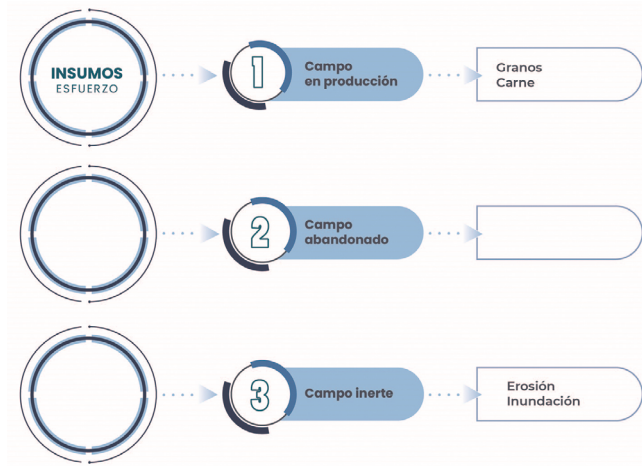 INSUMOS
ESFUERZO
1
Campo
en producción
Granos
Carne
2
Campo
abandonado
3
Campo inerte
Erosión
Inundación